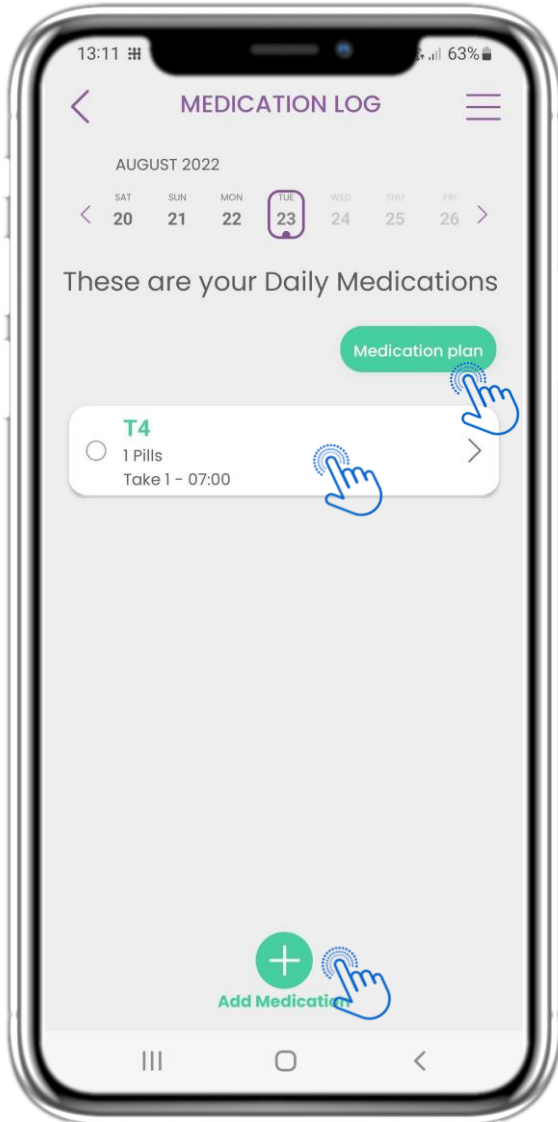 13:11 63%
MEDICATION LOG
AUGUST 2022
SAT SUN MON TUE WED THU FRI
20 21 22 23 24 25 26
These are your Daily Medications
Medication plan
T4
1 Pills
Take 1 - 07:00
Add Medication